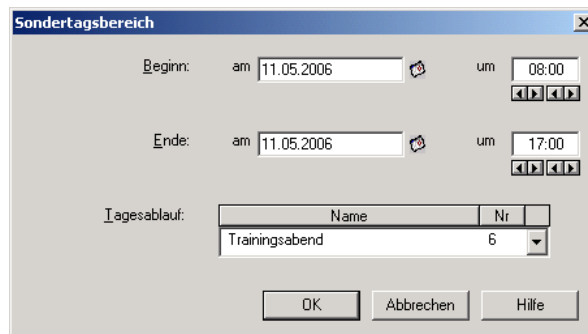 Sondertagsbereich
Beginn: am 11.05.2006 um 08:00
Ende: am 11.05.2006 um 17:00
Tagesablauf: Name Nr
Trainingsabend 6
OK Abbrechen Hilfe